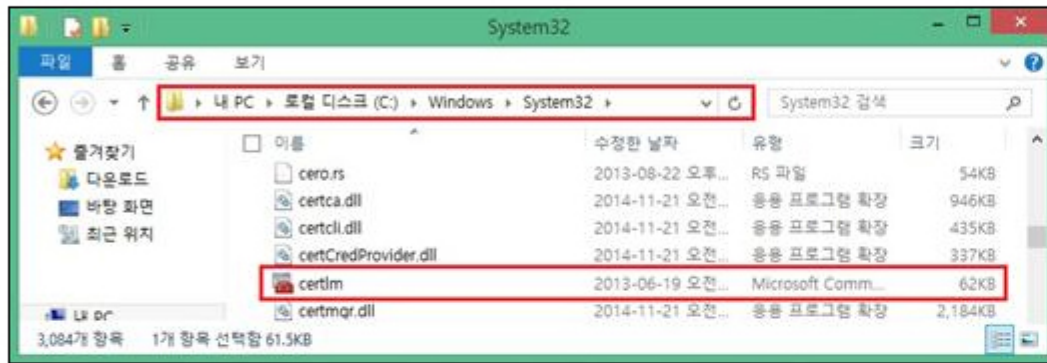 System32
파일 홈 공유 보기
내 PC 로컬 디스크 (C:) Windows System32 System32 검색
이름 수정한 날짜 유형 크기
즐겨찾기
다운로드
바탕 화면
최근 위치
내 PC
cero.rs 2013-08-22 오후... RS 파일 54KB
certca.dll 2014-11-21 오전... 응용 프로그램 확장 946KB
certcli.dll 2014-11-21 오전... 응용 프로그램 확장 435KB
certCredProvider.dll 2014-11-21 오전... 응용 프로그램 확장 337KB
certlm 2013-06-19 오전... Microsoft Comm... 62KB
certmgr.dll 2014-11-21 오전... 응용 프로그램 확장 2,184KB
3,084개 항목 1개 항목 선택함 61.5KB